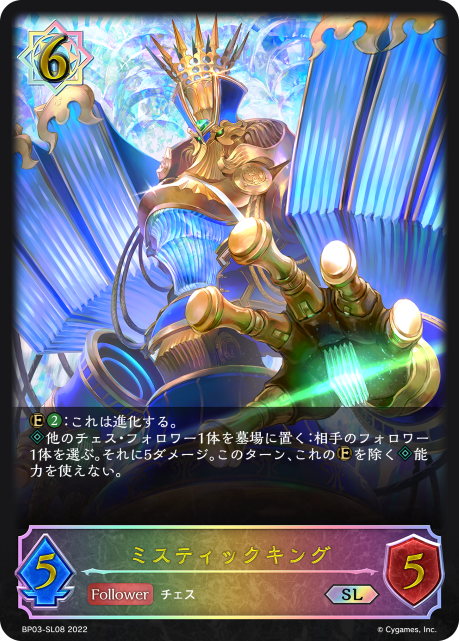 6
E 2：これは進化する。
他のチェス・フォロワー1体を墓場に置く：相手のフォロワー
1体を選ぶ。それに5ダメージ。このターン、これのEを除く能
力を使えない。
ミスティックキング
5
5
Follower チェス
SL
BP03-SL08 2022
© Cygames, Inc.